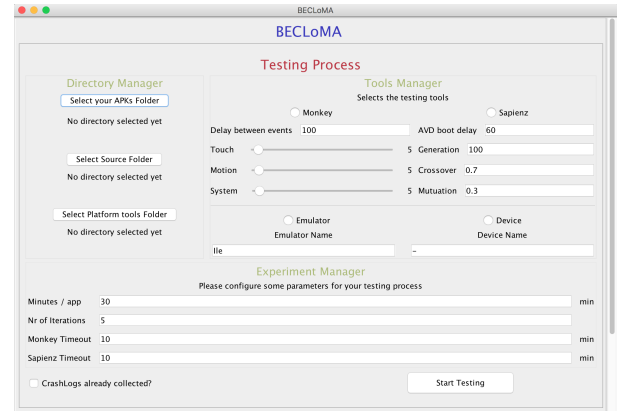 BECLoMA
BECLoMA
Testing Process
Directory Manager
Select your APKs Folder
No directory selected yet
Select Source Folder
No directory selected yet
Select Platform tools Folder
No directory selected yet
Tools Manager
Selects the testing tools
Monkey
Sapienz
Delay between events 100
AVD boot delay 60
Touch 5
Generation 100
Motion 5
Crossover 0.7
System 5
Mutuation 0.3
Emulator
Device
Emulator Name
Device Name
Ile
-
Experiment Manager
Please configure some parameters for your testing process
Minutes / app 30 min
Nr of Iterations 5
Monkey Timeout 10 min
Sapienz Timeout 10 min
CrashLogs already collected?
Start Testing